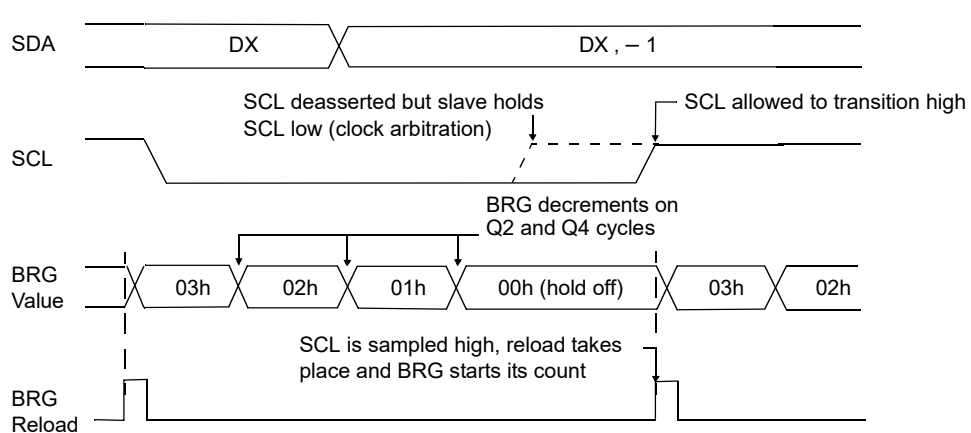 SDA
DX
DX , – 1
SCL deasserted but slave holds
SCL low (clock arbitration)
SCL allowed to transition high
SCL
BRG decrements on
Q2 and Q4 cycles
BRG
Value
03h
02h
01h
00h (hold off)
03h
02h
SCL is sampled high, reload takes
place and BRG starts its count
BRG
Reload